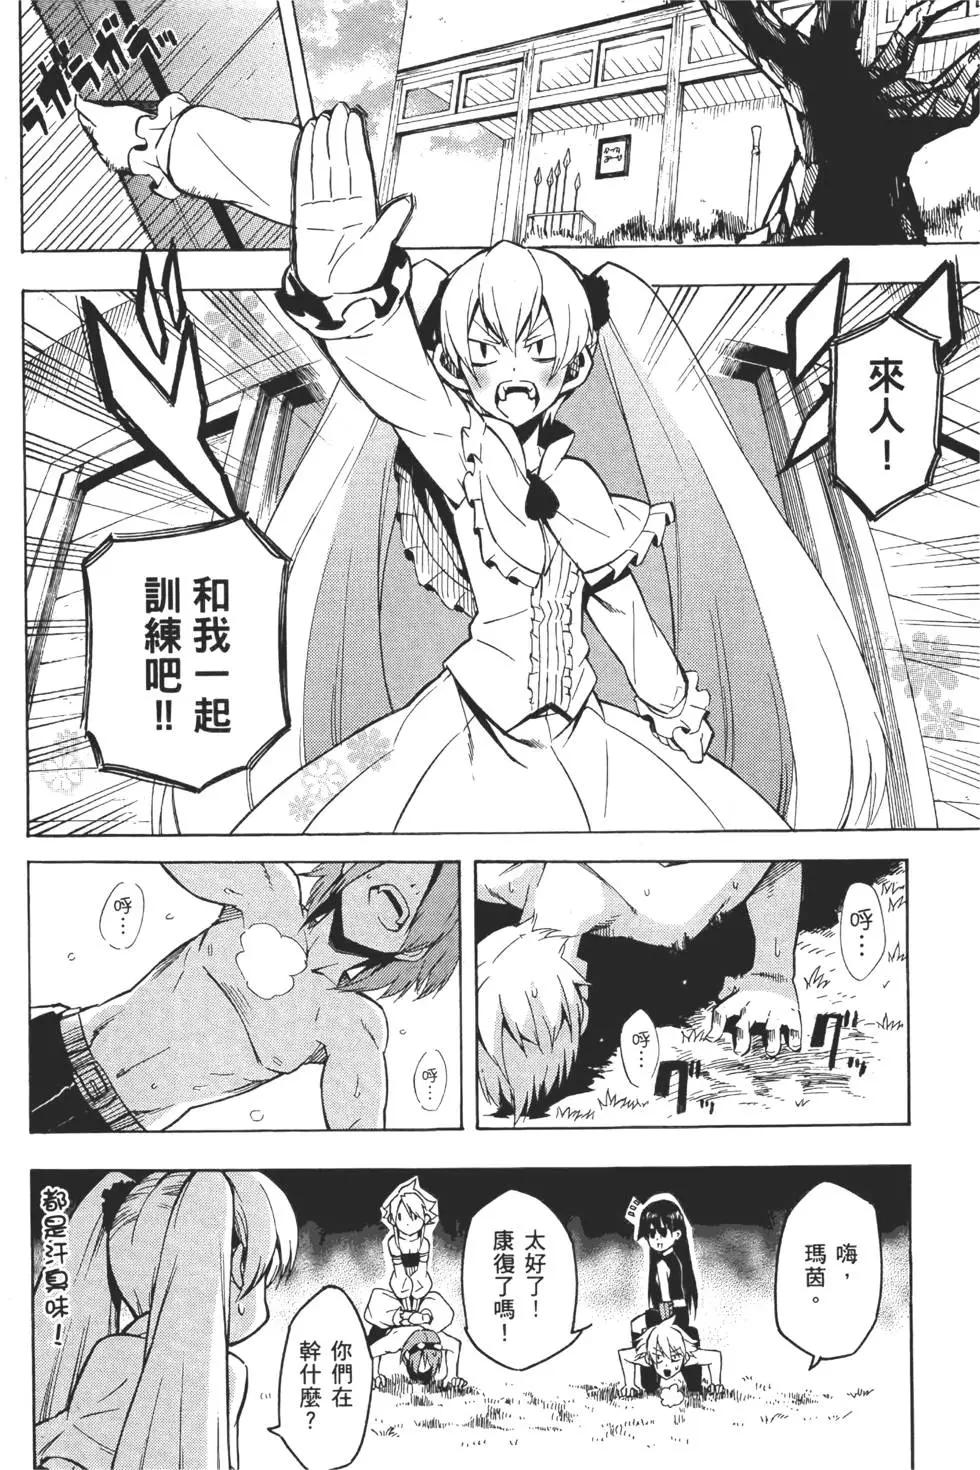 ガラガラガラッ
來人！
和我一起
訓練吧!!
呼…
呼…
グッ
グッ
呼…
呼…
嗨，
瑪茵。
太好了！
康復了嗎！
你們在
幹什麼？
都是汗臭味！